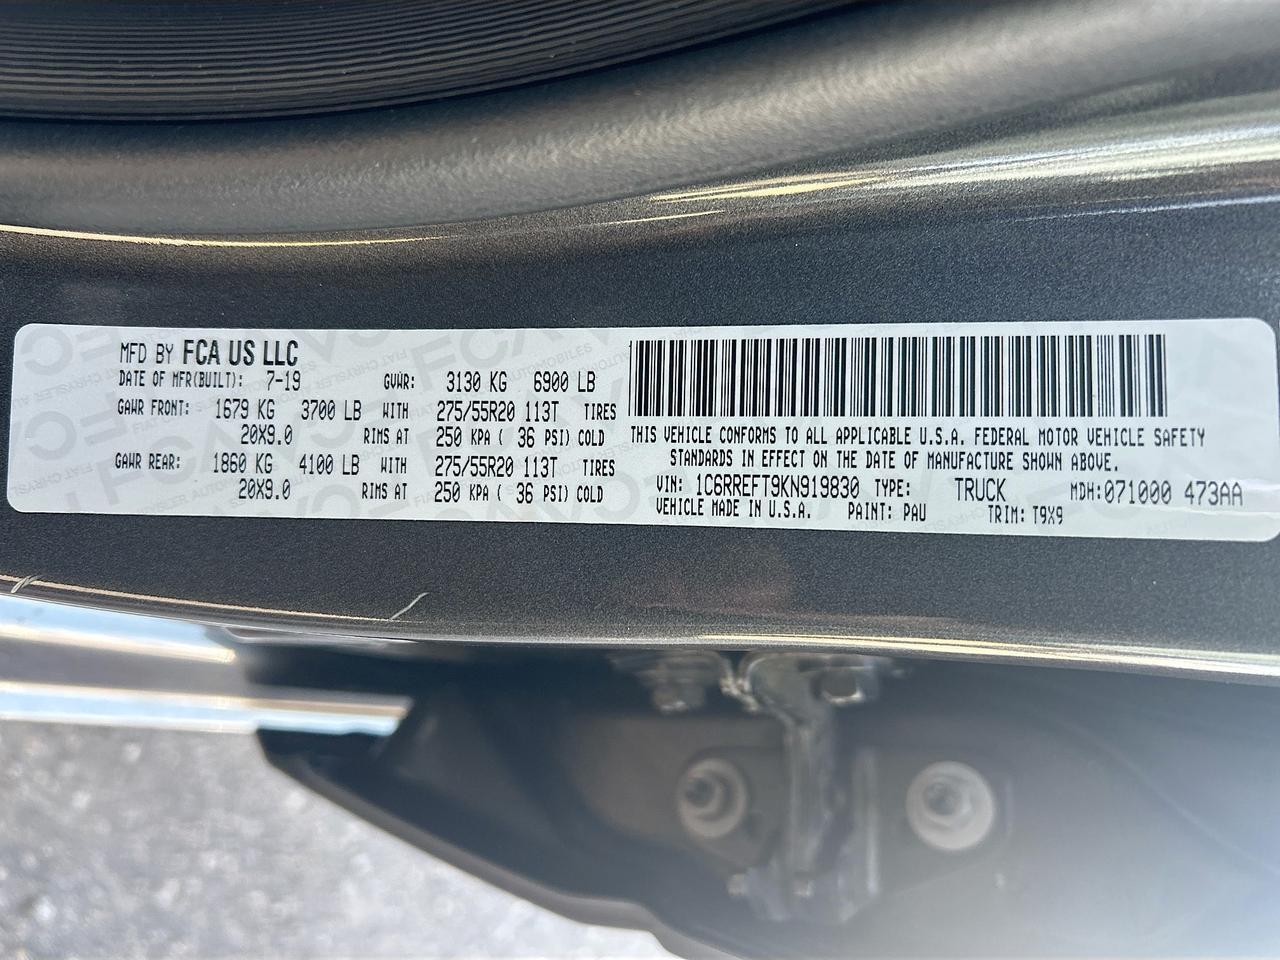 MFD BY FCA US LLC
DATE OF MFR(BUILT): 7-19 GVWR: 3130 KG 6900 LB
GAWR FRONT: 1679 KG 3700 LB WITH 275/55R20 113T TIRES
20X9.0 RIMS AT 250 KPA ( 36 PSI) COLD
GAWR REAR: 1860 KG 4100 LB WITH 275/55R20 113T TIRES
20X9.0 RIMS AT 250 KPA ( 36 PSI) COLD
THIS VEHICLE CONFORMS TO ALL APPLICABLE U.S.A. FEDERAL MOTOR VEHICLE SAFETY
STANDARDS IN EFFECT ON THE DATE OF MANUFACTURE SHOWN ABOVE.
VIN: 1C6RREFT9KN919830 TYPE: TRUCK MDH:071000 473AA
VEHICLE MADE IN U.S.A. PAINT: PAU TRIM: T9X9